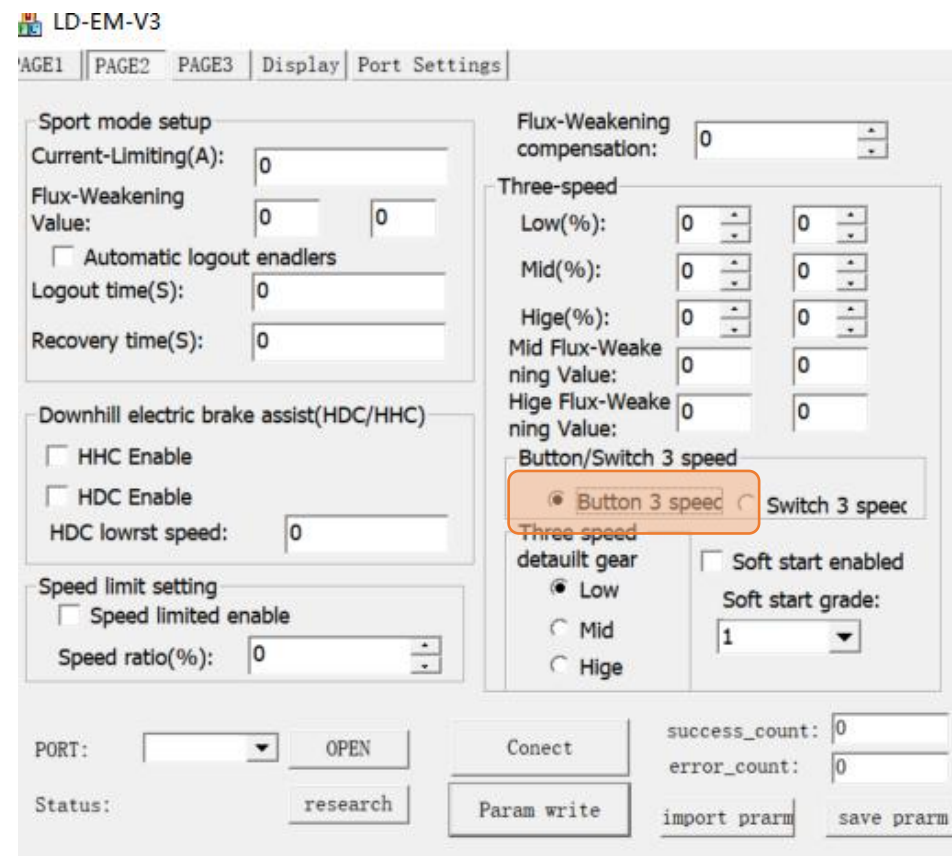 LD-EM-V3
AGE1 PAGE2 PAGE3 Display Port Settings
Sport mode setup
Current-Limiting(A): 0
Flux-Weakening
Value: 0 0
Automatic logout enadlers
Logout time(S): 0
Recovery time(S): 0
Downhill electric brake assist(HDC/HHC)
HHC Enable
HDC Enable
HDC lowrst speed: 0
Speed limit setting
Speed limited enable
Speed ratio(%): 0
Flux-Weakening
compensation: 0
Three-speed
Low(%): 0 0
Mid(%): 0 0
Hige(%): 0 0
Mid Flux-Weake
ning Value: 0 0
Hige Flux-Weake
ning Value: 0 0
Button/Switch 3 speed
Button 3 speed Switch 3 speed
Three speed
detauilt gear
Low
Mid
Hige
Soft start enabled
Soft start grade:
1
PORT: OPEN
Status: research
Conect
Param write
success_count: 0
error_count: 0
import prarm save prarm